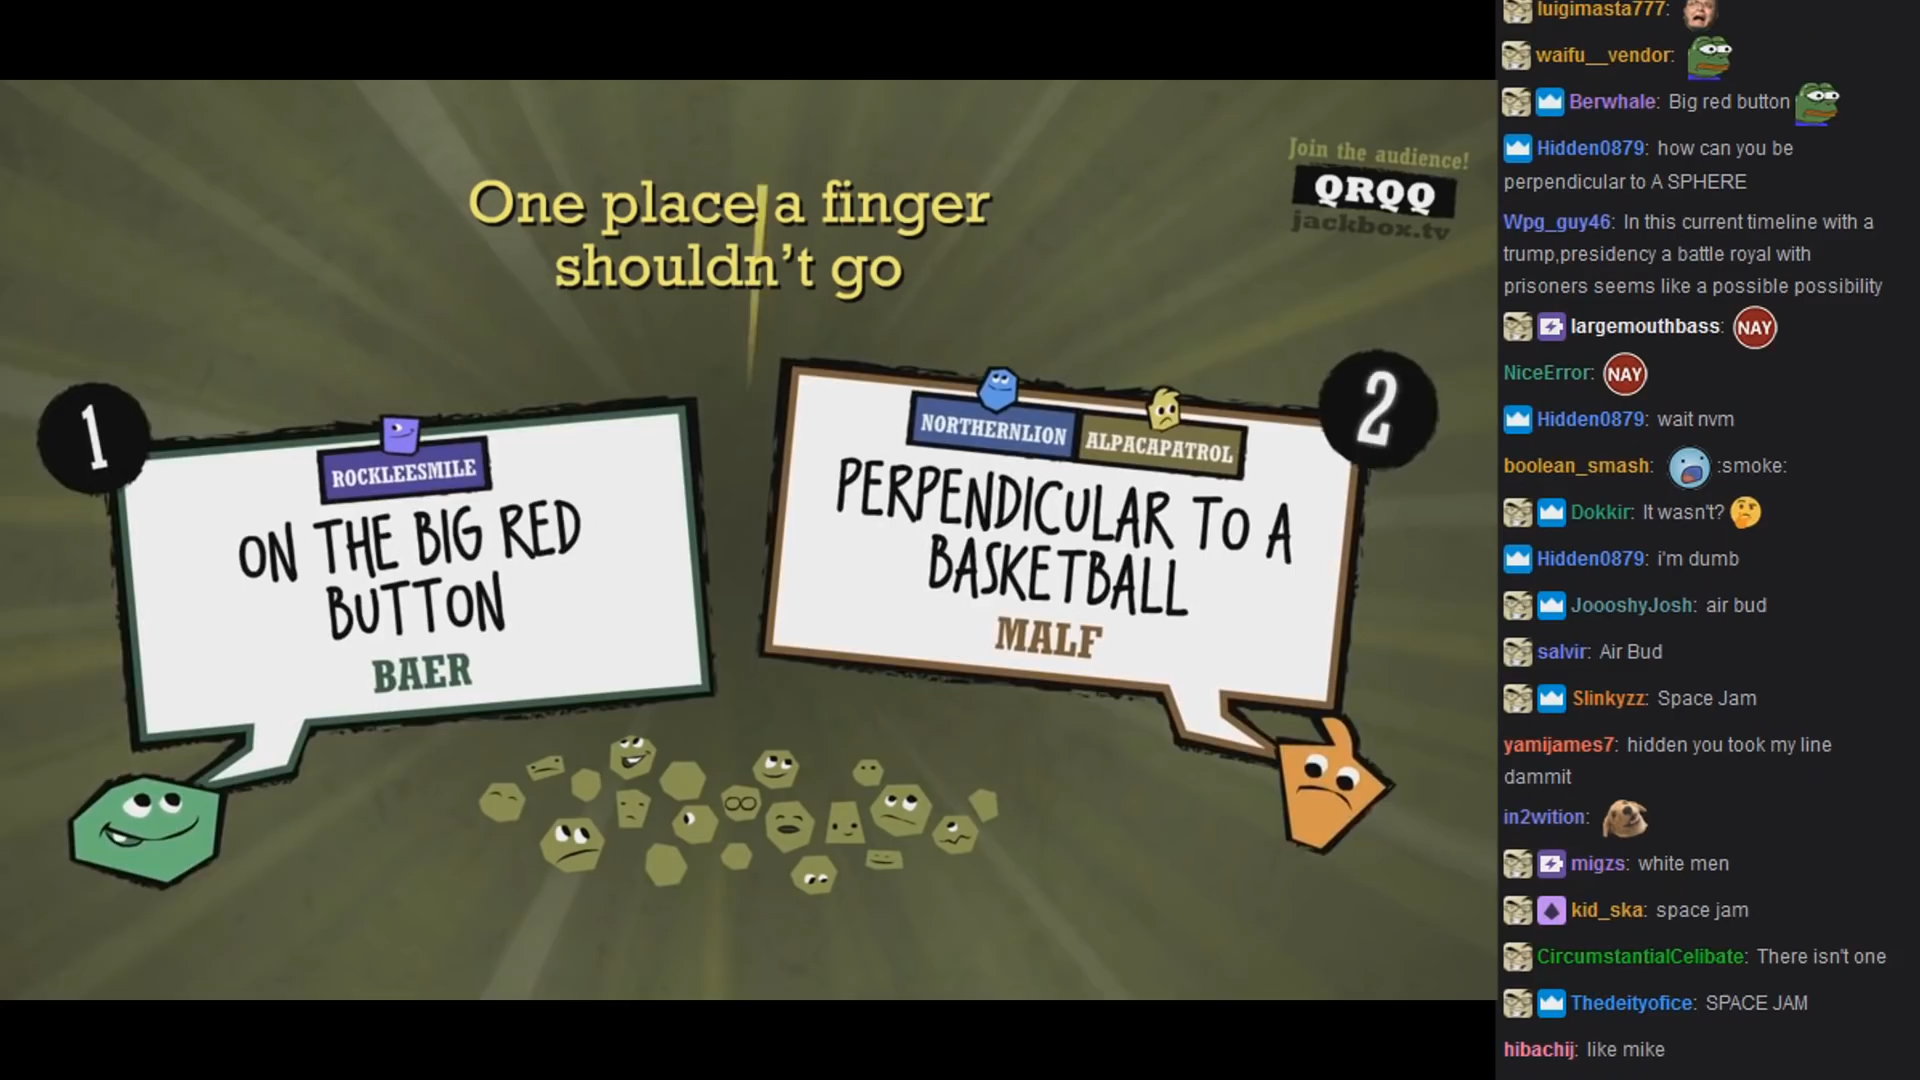 One place a finger
shouldn't go
Join the audience!
QRQQ
jackbox.tv
1
ROCKLEESMILE
ON THE BIG RED
BUTTON
BAER
2
NORTHERNLION
ALPACAPATROL
PERPENDICULAR TO A
BASKETBALL
MALF
luigimasta777:
waifu__vendor:
Berwhale: Big red button
Hidden0879: how can you be
perpendicular to A SPHERE
Wpg_guy46: In this current timeline with a
trump,presidency a battle royal with
prisoners seems like a possible possibility
largemouthbass: NAY
NiceError: NAY
Hidden0879: wait nvm
boolean_smash: :smoke:
Dokkir: It wasn't?
Hidden0879: i'm dumb
JoooshyJosh: air bud
salvir: Air Bud
Slinkyzz: Space Jam
yamijames7: hidden you took my line
dammit
in2wition:
migzs: white men
kid_ska: space jam
CircumstantialCelibate: There isn't one
Thedeityofice: SPACE JAM
hibachij: like mike